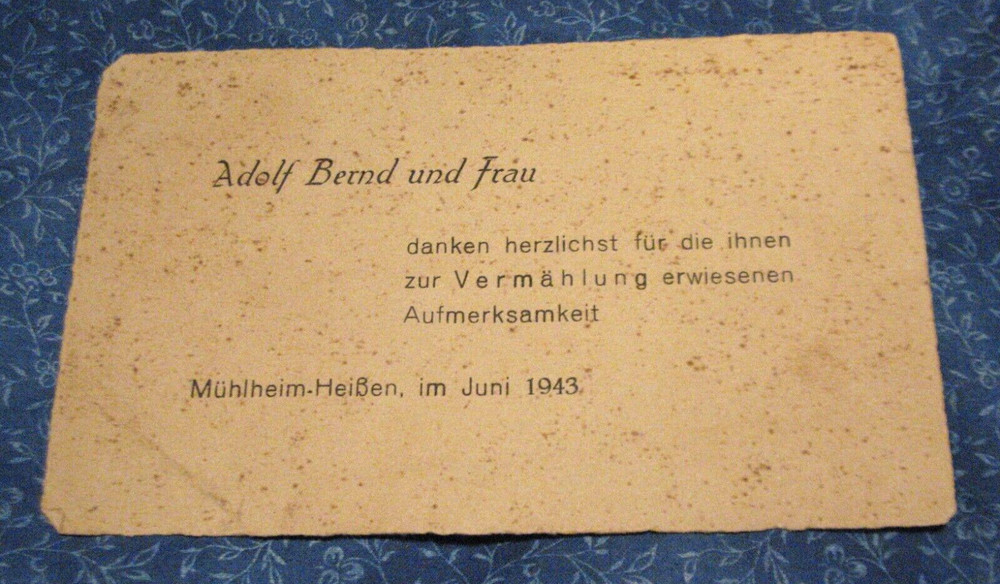 Adolf Bernd und Frau
danken herzlichst für die ihnen
zur Vermählung erwiesenen
Aufmerksamkeit
Mühlheim-Heißen, im Juni 1943